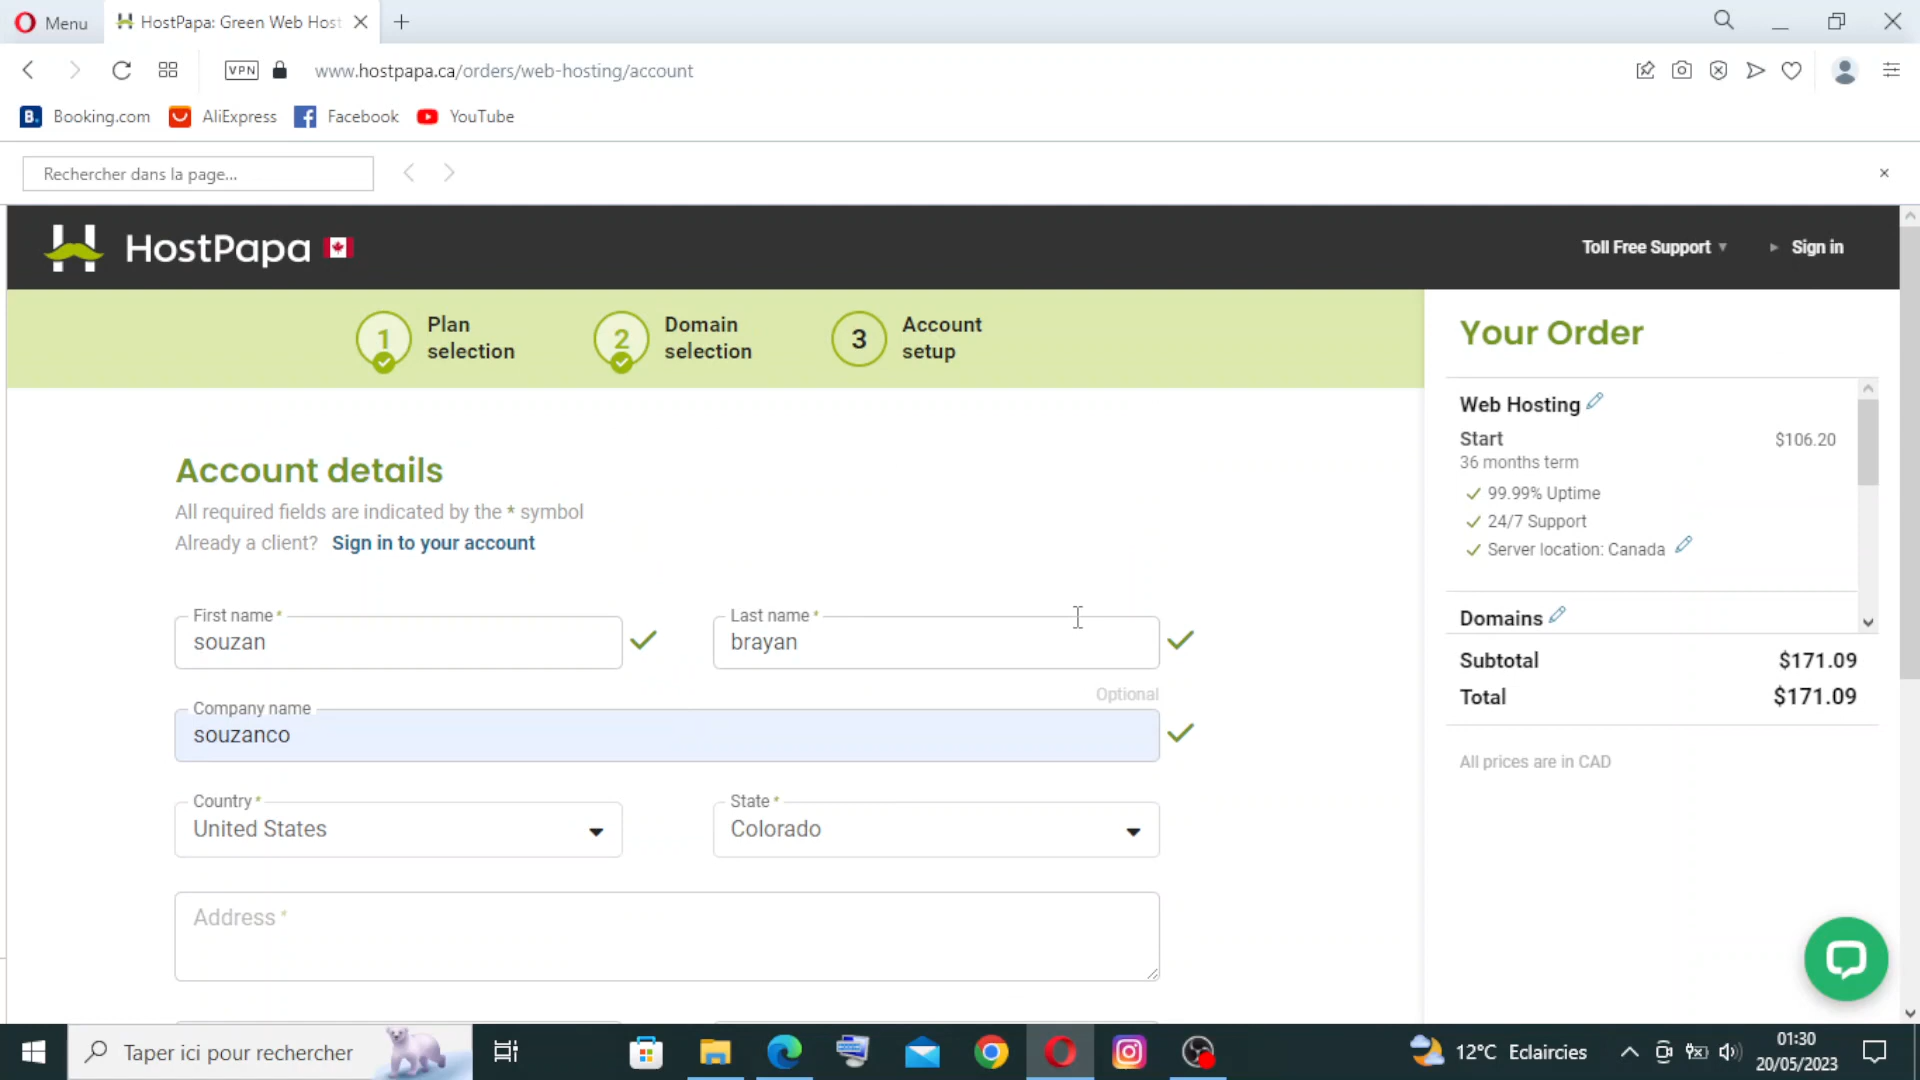 Menu
HostPapa: Green Web Host
VPN
www.hostpapa.ca/orders/web-hosting/account
B.
Booking.com
AliExpress
Facebook
YouTube
Rechercher dans la page...
HostPapa
Toll Free Support
Sign in
1
Plan
selection
2
Domain
selection
3
Account
setup
Account details
All required fields are indicated by the * symbol
Already a client? Sign in to your account
First name *
souzan
Last name *
brayan
Optional
Company name
souzanco
Country *
United States
State *
Colorado
Address *
Your Order
Web Hosting
Start $106.20
36 months term
99.99% Uptime
24/7 Support
Server location: Canada
Domains
Subtotal $171.09
Total $171.09
All prices are in CAD
Taper ici pour rechercher
12°C Eclaircies
01:30
20/05/2023